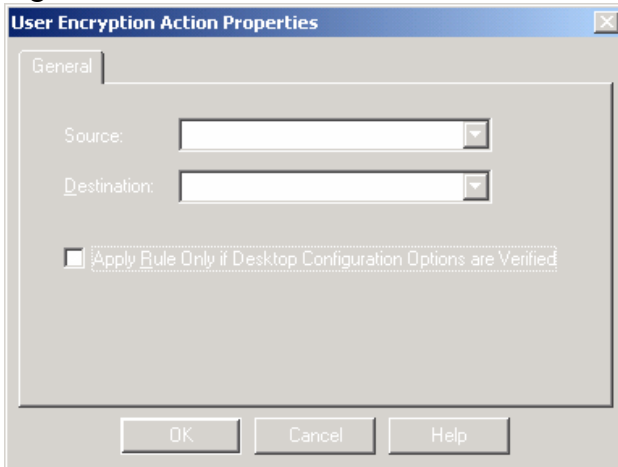 User Encryption Action Properties
General
Source:
Destination:
Apply Rule Only if Desktop Configuration Options are Verified
OK Cancel Help